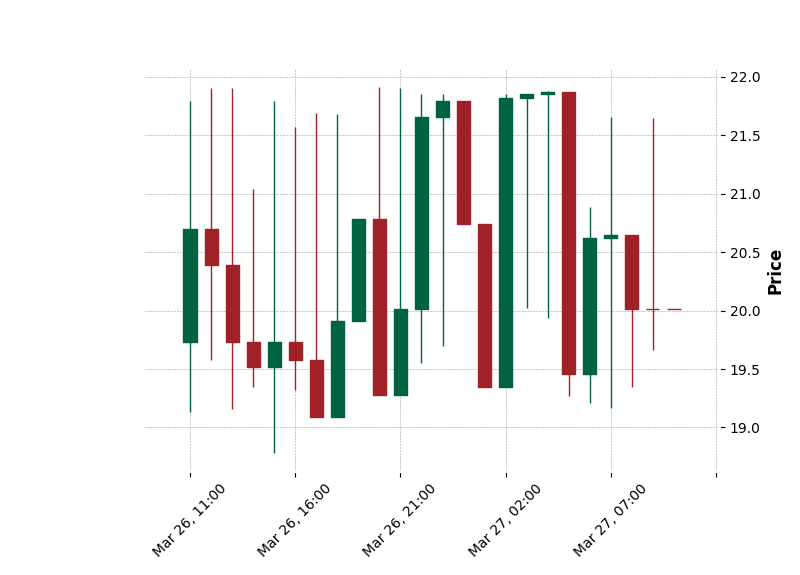 22.0
21.5
21.0
20.5
20.0
19.5
19.0
Price
Mar 26, 11:00
Mar 26, 16:00
Mar 26, 21:00
Mar 27, 02:00
Mar 27, 07:00